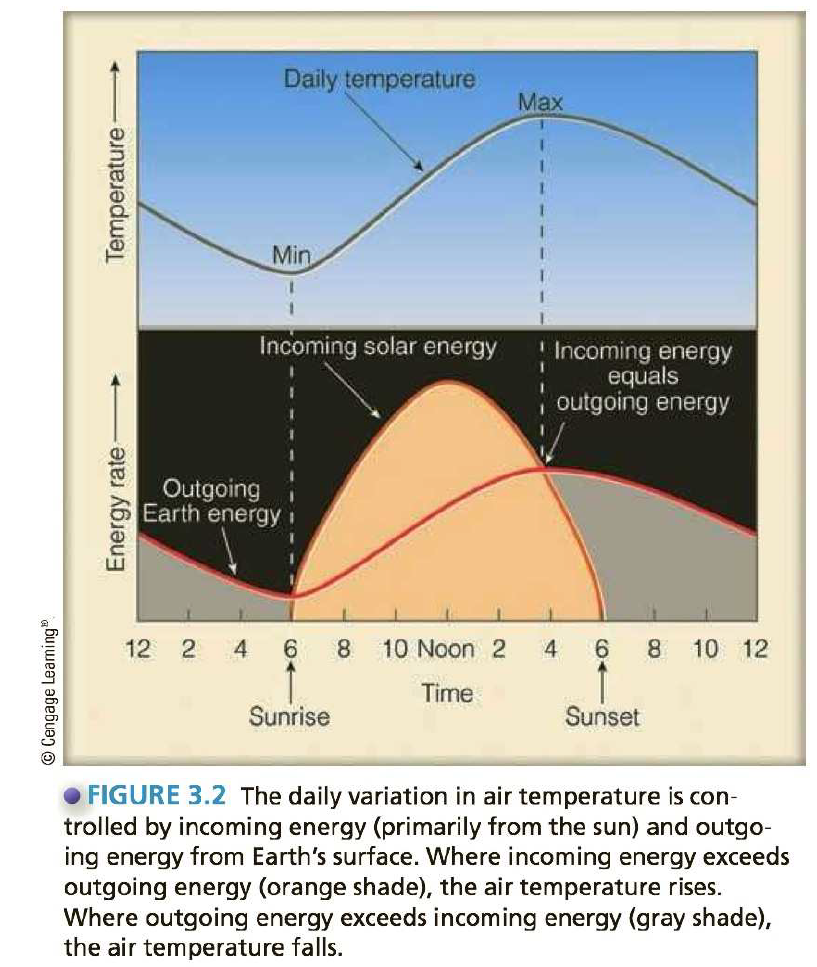 Daily temperature
Max
Temperature
Min
Incoming solar energy
Incoming energy
equals
outgoing energy
Outgoing
Earth energy
Energy rate
12 2 4 6 8 10 Noon 2 4 6 8 10 12
Time
Sunrise
Sunset
© Cengage Learning®.
FIGURE 3.2 The daily variation in air temperature is con-
trolled by incoming energy (primarily from the sun) and outgo-
ing energy from Earth’s surface. Where incoming energy exceeds
outgoing energy (orange shade), the air temperature rises.
Where outgoing energy exceeds incoming energy (gray shade),
the air temperature falls.